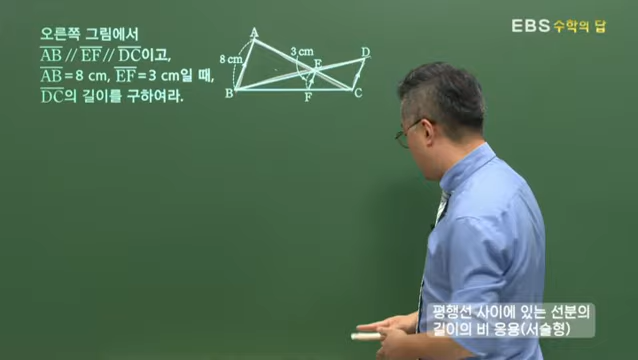 오른쪽 그림에서
AB // EF // DC이고,
AB=8 cm, EF=3 cm일 때,
DC의 길이를 구하여라.
A
8 cm
3 cm
D
E
B
F
C
EBS 수학의 답
평행선 사이에 있는 선분의
길이의 비 응용(서술형)